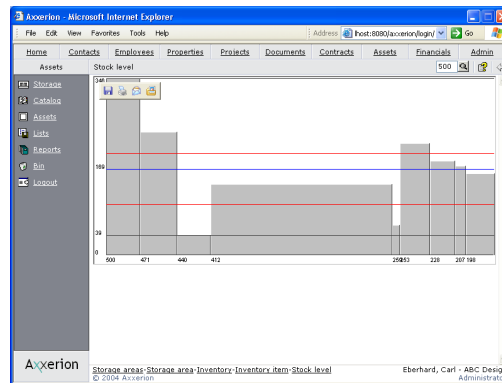 Axxerion - Microsoft Internet Explorer
File Edit View Favorites Tools Help
Address lhost:8080/axxerion/login/ Go
Home Contacts Employees Properties Projects Documents Contracts Assets Financials Admin
Assets Stock level 500
Storage
Catalog
Assets
Lists
Reports
Bin
Logout
346
169
39
0
500 471 440 412 253 228 207 198
Axxerion
Storage areas-Storage area-Inventory-Inventory item-Stock level
Eberhard, Carl - ABC Desig
© 2004 Axxerion
Administrato